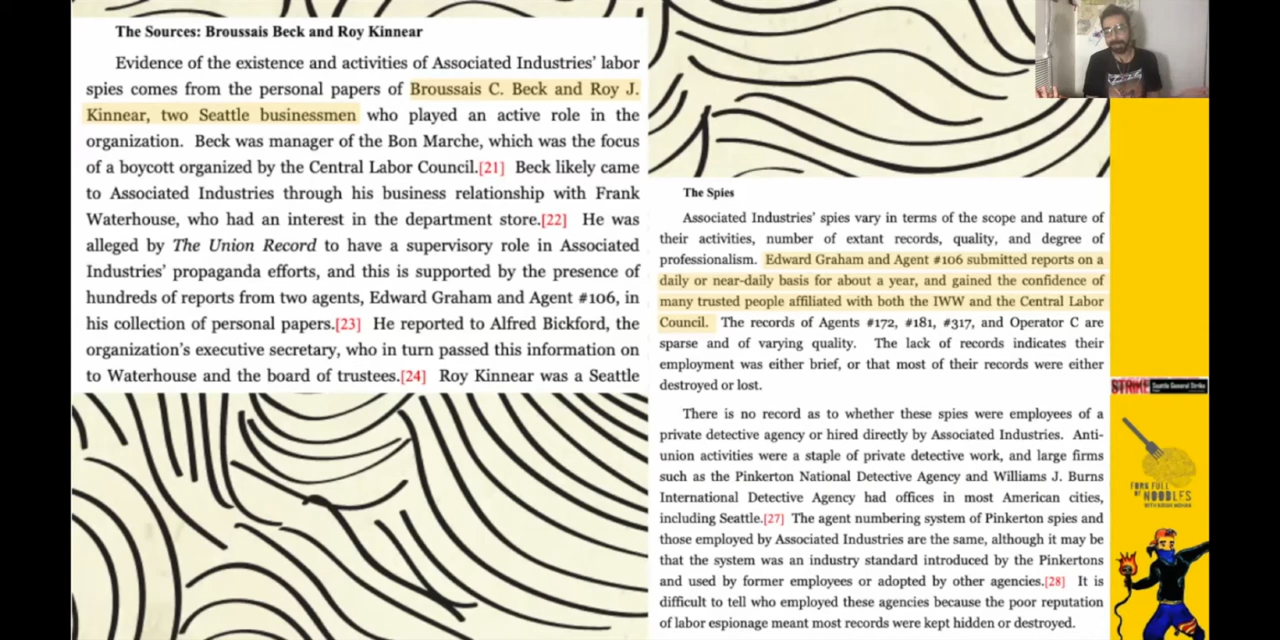 The Sources: Broussais Beck and Roy Kinnear
Evidence of the existence and activities of Associated Industries’ labor
spies comes from the personal papers of Broussais C. Beck and Roy J.
Kinnear, two Seattle businessmen who played an active role in the
organization. Beck was manager of the Bon Marche, which was the focus
of a boycott organized by the Central Labor Council.[21] Beck likely came
to Associated Industries through his business relationship with Frank
Waterhouse, who had an interest in the department store.[22] He was
alleged by The Union Record to have a supervisory role in Associated
Industries’ propaganda efforts, and this is supported by the presence of
hundreds of reports from two agents, Edward Graham and Agent #106, in
his collection of personal papers.[23] He reported to Alfred Bickford, the
organization’s executive secretary, who in turn passed this information on
to Waterhouse and the board of trustees.[24] Roy Kinnear was a Seattle
The Spies
Associated Industries’ spies vary in terms of the scope and nature of
their activities, number of extant records, quality, and degree of
professionalism. Edward Graham and Agent #106 submitted reports on a
daily or near-daily basis for about a year, and gained the confidence of
many trusted people affiliated with both the IWW and the Central Labor
Council. The records of Agents #172, #181, #317, and Operator C are
sparse and of varying quality. The lack of records indicates their
employment was either brief, or that most of their records were either
destroyed or lost.
There is no record as to whether these spies were employees of a
private detective agency or hired directly by Associated Industries. Anti-
union activities were a staple of private detective work, and large firms
such as the Pinkerton National Detective Agency and Williams J. Burns
International Detective Agency had offices in most American cities,
including Seattle.[27] The agent numbering system of Pinkerton spies and
those employed by Associated Industries are the same, although it may be
that the system was an industry standard introduced by the Pinkertons
and used by former employees or adopted by other agencies.[28] It is
difficult to tell who employed these agencies because the poor reputation
of labor espionage meant most records were kept hidden or destroyed.
STRIKE Seattle General Strike
FORK FULL
OF NOODLES